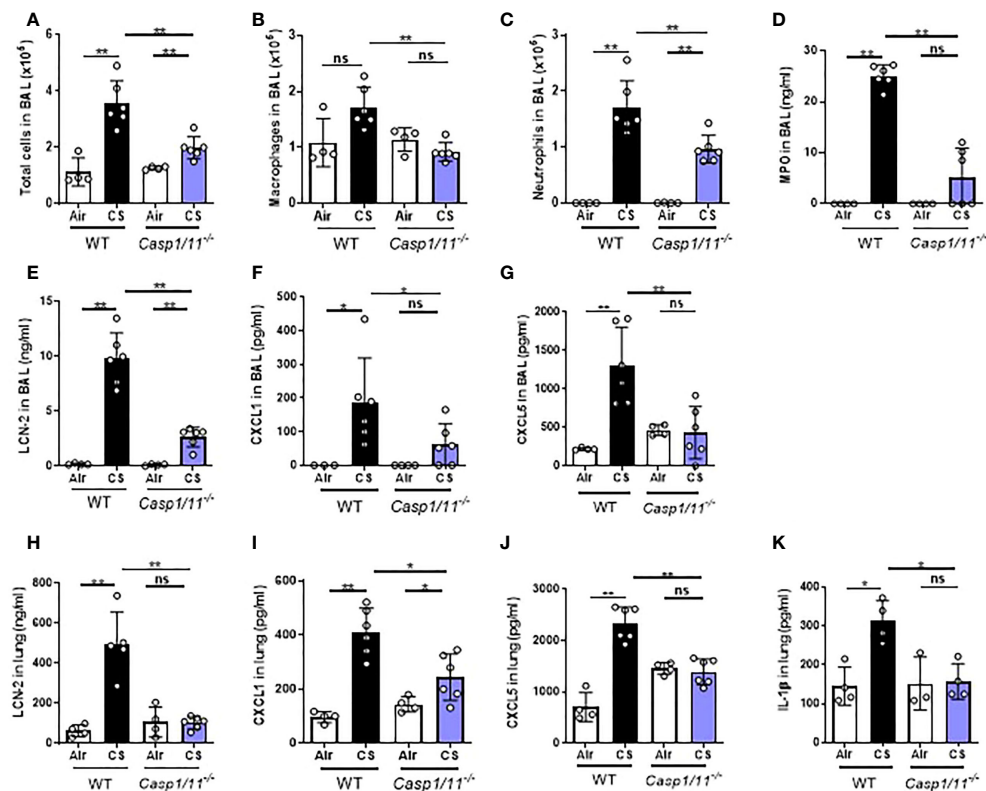 A
Total cells in BAL (x10⁵)
6
4
2
0
**
**
**
Air CS Air CS
WT Casp1/11-/-
B
Macrophages in BAL (x10⁵)
3
2
1
0
**
ns
ns
Air CS Air CS
WT Casp1/11-/-
C
Neutrophils in BAL (x10⁵)
3
2
1
0
**
**
**
Air CS Air CS
WT Casp1/11-/-
D
MPO in BAL (ng/ml)
30
20
10
0
**
**
ns
Air CS Air CS
WT Casp1/11-/-
E
LCN-2 in BAL (ng/ml)
15
10
5
0
**
**
**
Air CS Air CS
WT Casp1/11-/-
F
CXCL1 in BAL (pg/ml)
500
400
300
200
100
0
*
*
ns
Air CS Air CS
WT Casp1/11-/-
G
CXCL5 in BAL (pg/ml)
2000
1500
1000
500
0
**
**
ns
Air CS Air CS
WT Casp1/11-/-
H
LCN-2 in lung (ng/ml)
800
600
400
200
0
**
**
ns
Air CS Air CS
WT Casp1/11-/-
I
CXCL1 in lung (pg/ml)
600
400
200
0
*
**
*
Air CS Air CS
WT Casp1/11-/-
J
CXCL5 in lung (pg/ml)
3000
2000
1000
0
**
**
ns
Air CS Air CS
WT Casp1/11-/-
K
IL-1β in lung (pg/ml)
400
300
200
100
0
*
*
ns
Air CS Air CS
WT Casp1/11-/-